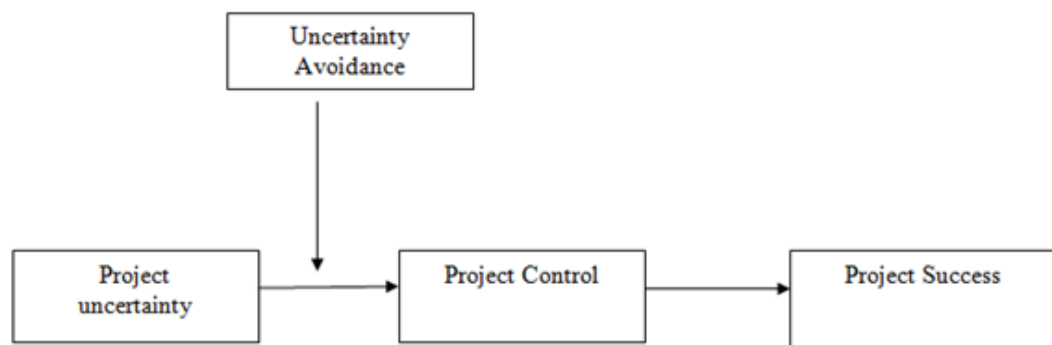 Uncertainty
Avoidance
Project
uncertainty
Project Control
Project Success